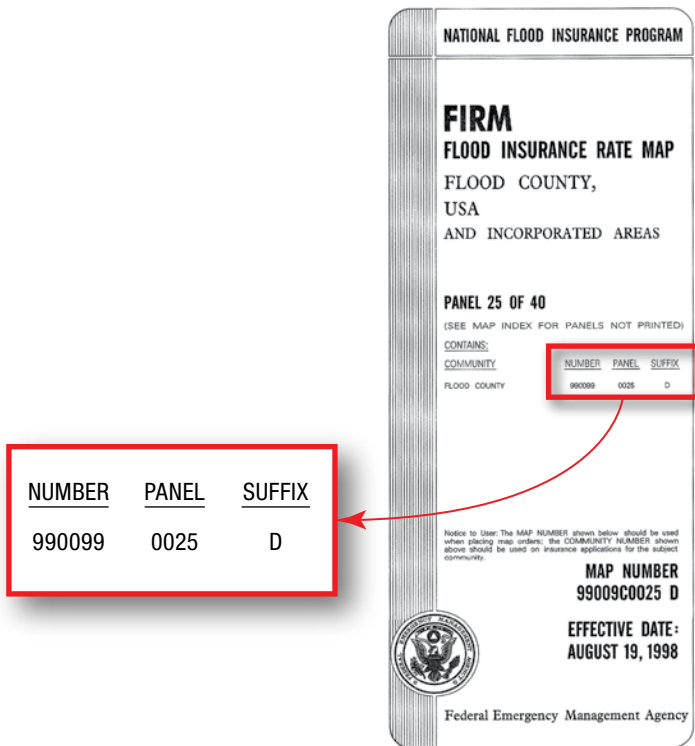 NATIONAL FLOOD INSURANCE PROGRAM
FIRM
FLOOD INSURANCE RATE MAP
FLOOD COUNTY,
USA
AND INCORPORATED AREAS
PANEL 25 OF 40
(SEE MAP INDEX FOR PANELS NOT PRINTED)
CONTAINS:
COMMUNITY NUMBER PANEL SUFFIX
FLOOD COUNTY 990099 0025 D
NUMBER PANEL SUFFIX
990099 0025 D
Notice to User: The MAP NUMBER shown below should be used
when placing map orders; the COMMUNITY NUMBER shown
above should be used on insurance applications for the subject
community.
MAP NUMBER
99009C0025 D
EFFECTIVE DATE:
AUGUST 19, 1998
FEDERAL EMERGENCY MANAGEMENT AGENCY
Federal Emergency Management Agency